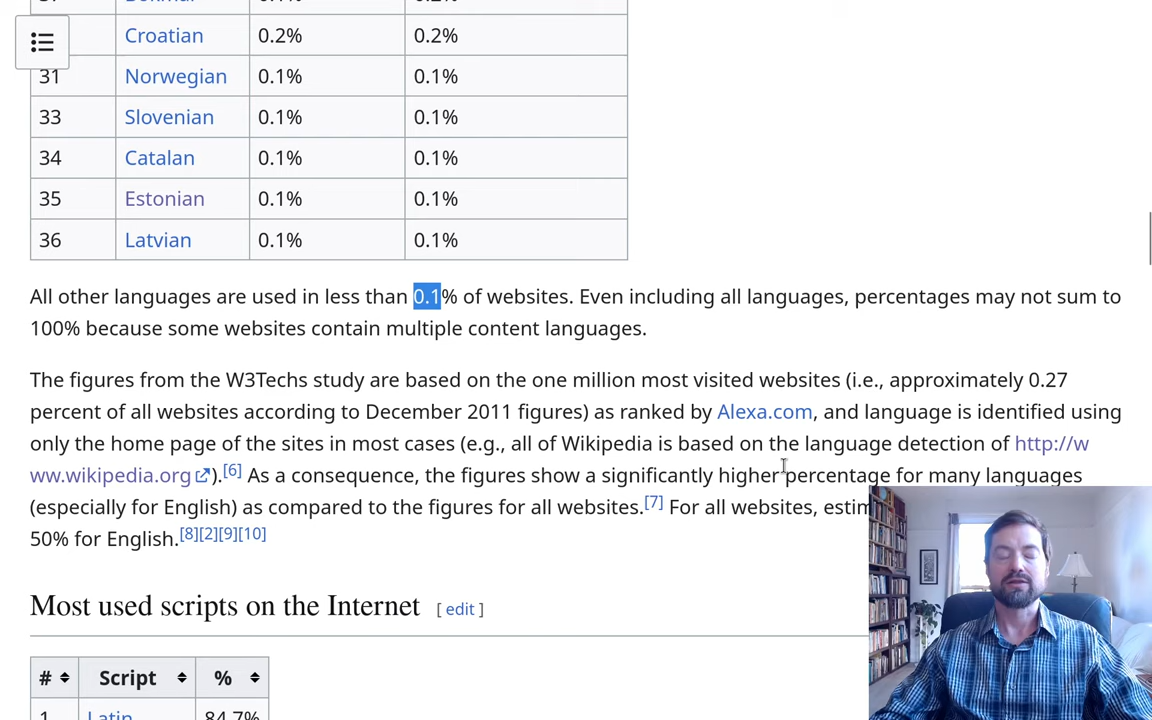 Croatian 0.2% 0.2%
31 Norwegian 0.1% 0.1%
33 Slovenian 0.1% 0.1%
34 Catalan 0.1% 0.1%
35 Estonian 0.1% 0.1%
36 Latvian 0.1% 0.1%
All other languages are used in less than 0.1% of websites. Even including all languages, percentages may not sum to
100% because some websites contain multiple content languages.
The figures from the W3Techs study are based on the one million most visited websites (i.e., approximately 0.27
percent of all websites according to December 2011 figures) as ranked by Alexa.com, and language is identified using
only the home page of the sites in most cases (e.g., all of Wikipedia is based on the language detection of http://w
ww.wikipedia.org).[6] As a consequence, the figures show a significantly higher percentage for many languages
(especially for English) as compared to the figures for all websites.[7] For all websites, estim
50% for English.[8][2][9][10]
Most used scripts on the Internet [ edit ]
# Script %
1 Latin 84.7%